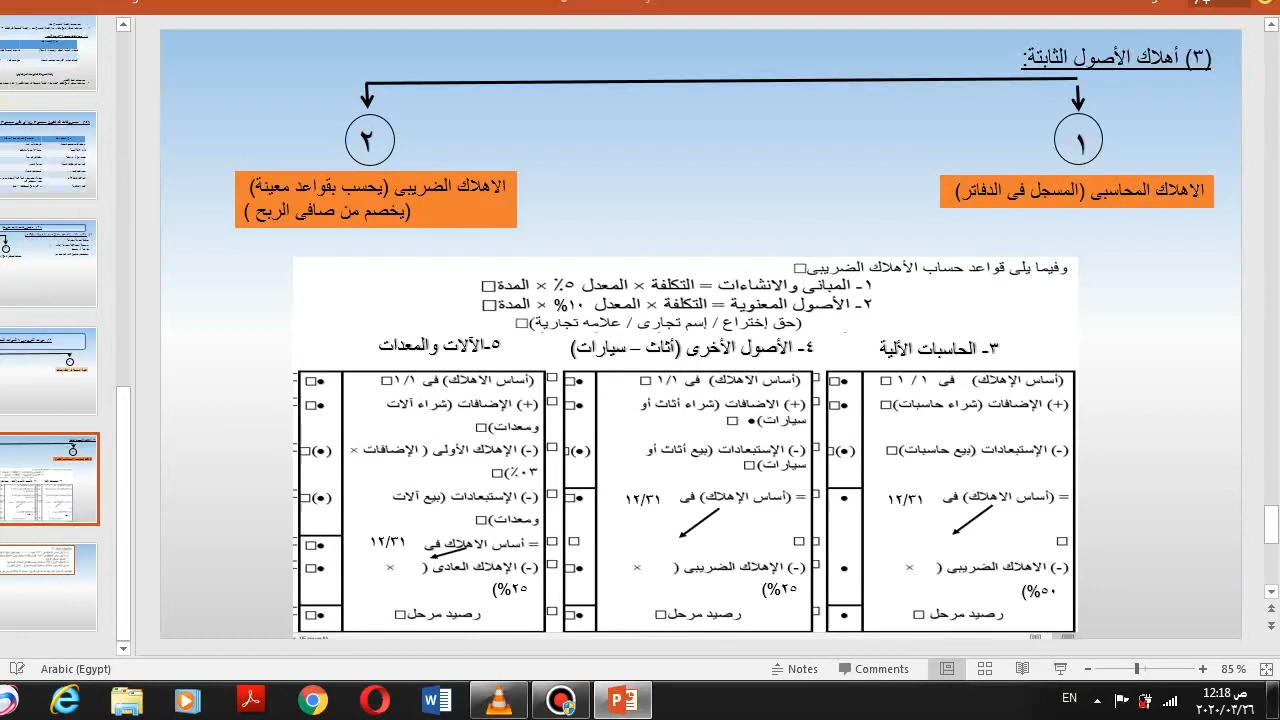 (٣) أهلاك الأصول الثابتة:
١
٢
الاهلاك المحاسبى (المسجل فى الدفاتر)
الاهلاك الضريبى (يحسب بقواعد معينة)
(يخصم من صافى الربح )
وفيما يلى قواعد حساب الأهلاك الضريبى
١- المبانى والانشاءات = التكلفة × المعدل ٥٪ × المدة
٢- الأصول المعنوية = التكلفة × المعدل ١٠% × المدة
(حق إختراع / إسم تجارى / علامه تجارية)
٣- الحاسبات الألية
(أساس الإهلاك) فى ١ / ١
(+) الإضافات (شراء حاسبات)
(-) الإستبعادات (بيع حاسبات)
= (أساس الاهلاك) فى ١٢/٣١
(-) الاهلاك الضريبى ( ×
٥٠%)
رصيد مرحل
٤- الأصول الأخرى (أثاث – سيارات)
(أساس الاهلاك) فى ١/١
(+) الاضافات (شراء أثاث أو
سيارات)
(-) الإستبعادات (بيع أثاث أو
سيارات)
= (أساس الإهلاك) فى ١٢/٣١
(-) الإهلاك الضريبى ( ×
٢٥%)
رصيد مرحل
٥-الآلات والمعدات
(أساس الاهلاك) فى ١/١
(+) الإضافات (شراء آلات
ومعدات)
(-) الإهلاك الأولى ( الإضافات ×
٠٣٪)
(-) الإستبعادات (بيع آلات
ومعدات)
= أساس الاهلاك فى ١٢/٣١
(-) الإهلاك العادى ( ×
٢٥%)
رصيد مرحل
Arabic (Egypt)
Notes
Comments
85 %
EN
12:18 ص
٢٠٢٠/٠٣/٢٦